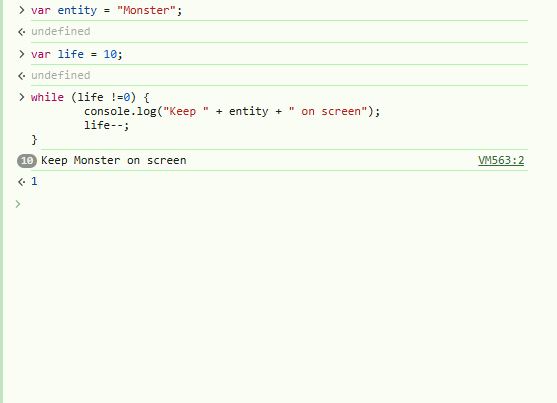 > var entity = "Monster";
<· undefined
> var life = 10;
<· undefined
> while (life !=0) {
        console.log("Keep " + entity + " on screen");
        life--;
}
10 Keep Monster on screen VM563:2
<· 1
>